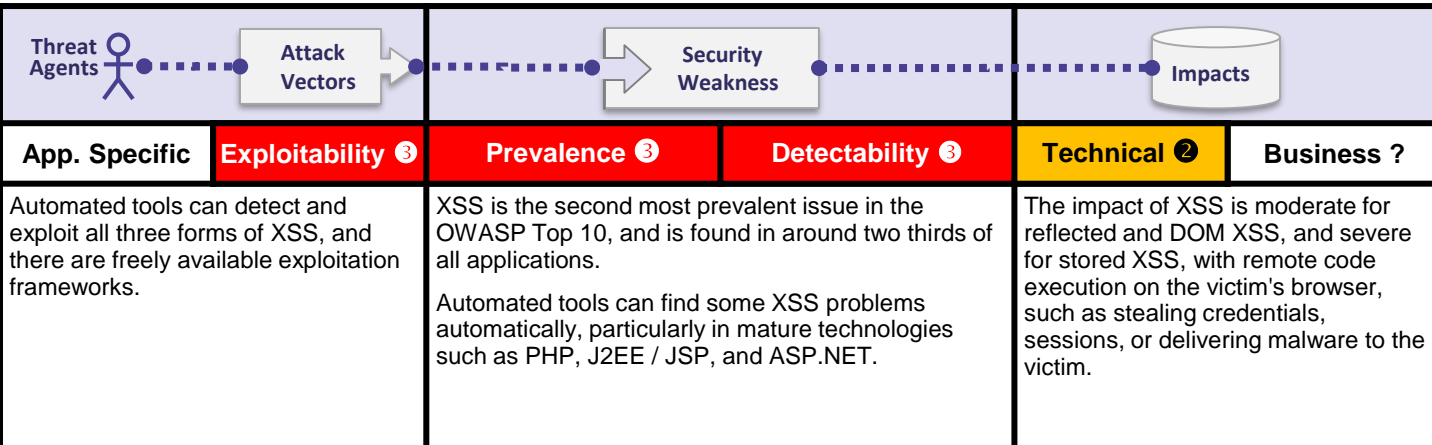 Threat
Agents
Attack
Vectors
Security
Weakness
Impacts
App. Specific
Exploitability ❸
Prevalence ❸
Detectability ❸
Technical ❷
Business ?
Automated tools can detect and
exploit all three forms of XSS, and
there are freely available exploitation
frameworks.
XSS is the second most prevalent issue in the
OWASP Top 10, and is found in around two thirds of
all applications.
Automated tools can find some XSS problems
automatically, particularly in mature technologies
such as PHP, J2EE / JSP, and ASP.NET.
The impact of XSS is moderate for
reflected and DOM XSS, and severe
for stored XSS, with remote code
execution on the victim's browser,
such as stealing credentials,
sessions, or delivering malware to the
victim.